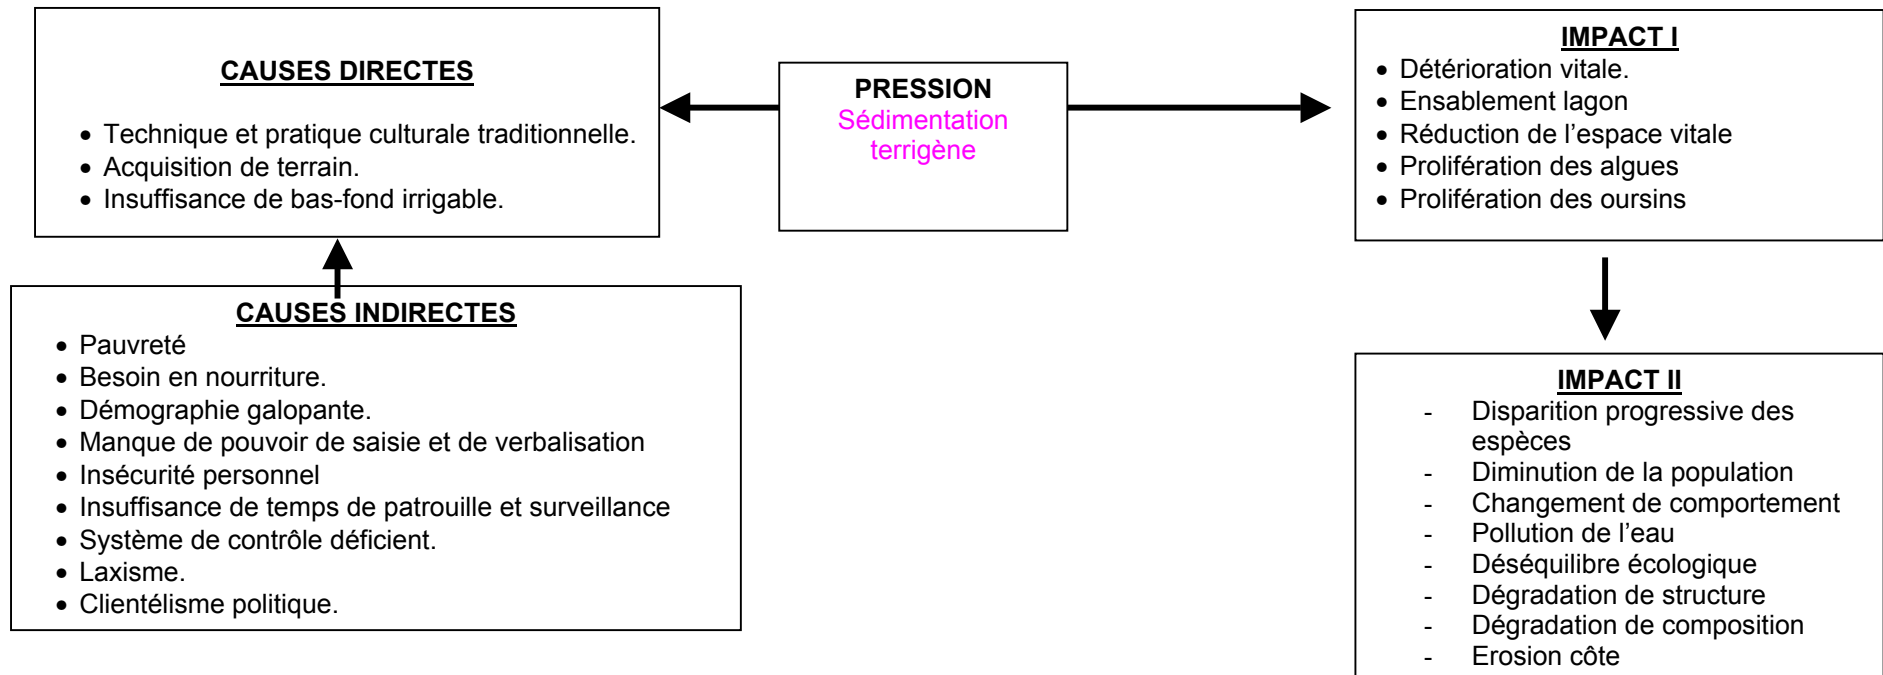 CAUSES DIRECTES
• Technique et pratique culturale traditionnelle.
• Acquisition de terrain.
• Insuffisance de bas-fond irrigable.
PRESSION
Sédimentation
terrigène
IMPACT I
• Détérioration vitale.
• Ensablement lagon
• Réduction de l’espace vitale
• Prolifération des algues
• Prolifération des oursins
CAUSES INDIRECTES
• Pauvreté
• Besoin en nourriture.
• Démographie galopante.
• Manque de pouvoir de saisie et de verbalisation
• Insécurité personnel
• Insuffisance de temps de patrouille et surveillance
• Système de contrôle déficient.
• Laxisme.
• Clientélisme politique.
IMPACT II
- Disparition progressive des
espèces
- Diminution de la population
- Changement de comportement
- Pollution de l’eau
- Déséquilibre écologique
- Dégradation de structure
- Dégradation de composition
- Erosion côte